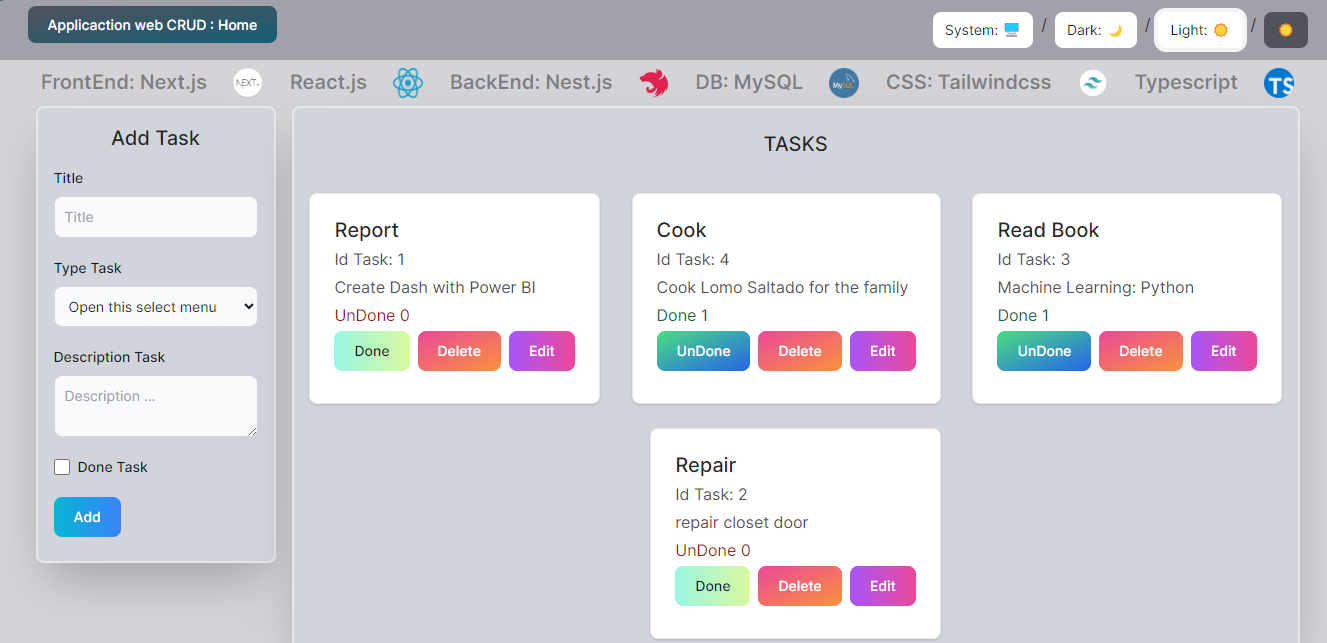 Applicaction web CRUD : Home
System:
/
Dark:
/
Light:
/
FrontEnd: Next.js
NEXT.
React.js
BackEnd: Nest.js
DB: MySQL
MySQL
CSS: Tailwindcss
Typescript
TS
Add Task
Title
Title
Type Task
Open this select menu
Description Task
Description ...
Done Task
Add
TASKS
Report
Id Task: 1
Create Dash with Power BI
UnDone 0
Done Delete Edit
Cook
Id Task: 4
Cook Lomo Saltado for the family
Done 1
UnDone Delete Edit
Read Book
Id Task: 3
Machine Learning: Python
Done 1
UnDone Delete Edit
Repair
Id Task: 2
repair closet door
UnDone 0
Done Delete Edit